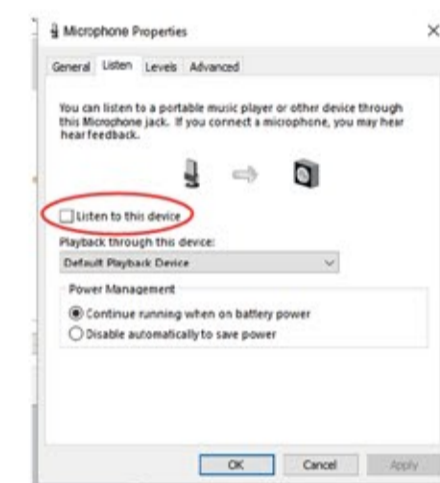 Microphone Properties
General Listen Levels Advanced
You can listen to a portable music player or other device through
this Microphone jack. If you connect a microphone, you may hear
hear feedback.
Listen to this device
Playback through this device:
Default Playback Device
Power Management
Continue running when on battery power
Disable automatically to save power
OK Cancel Apply